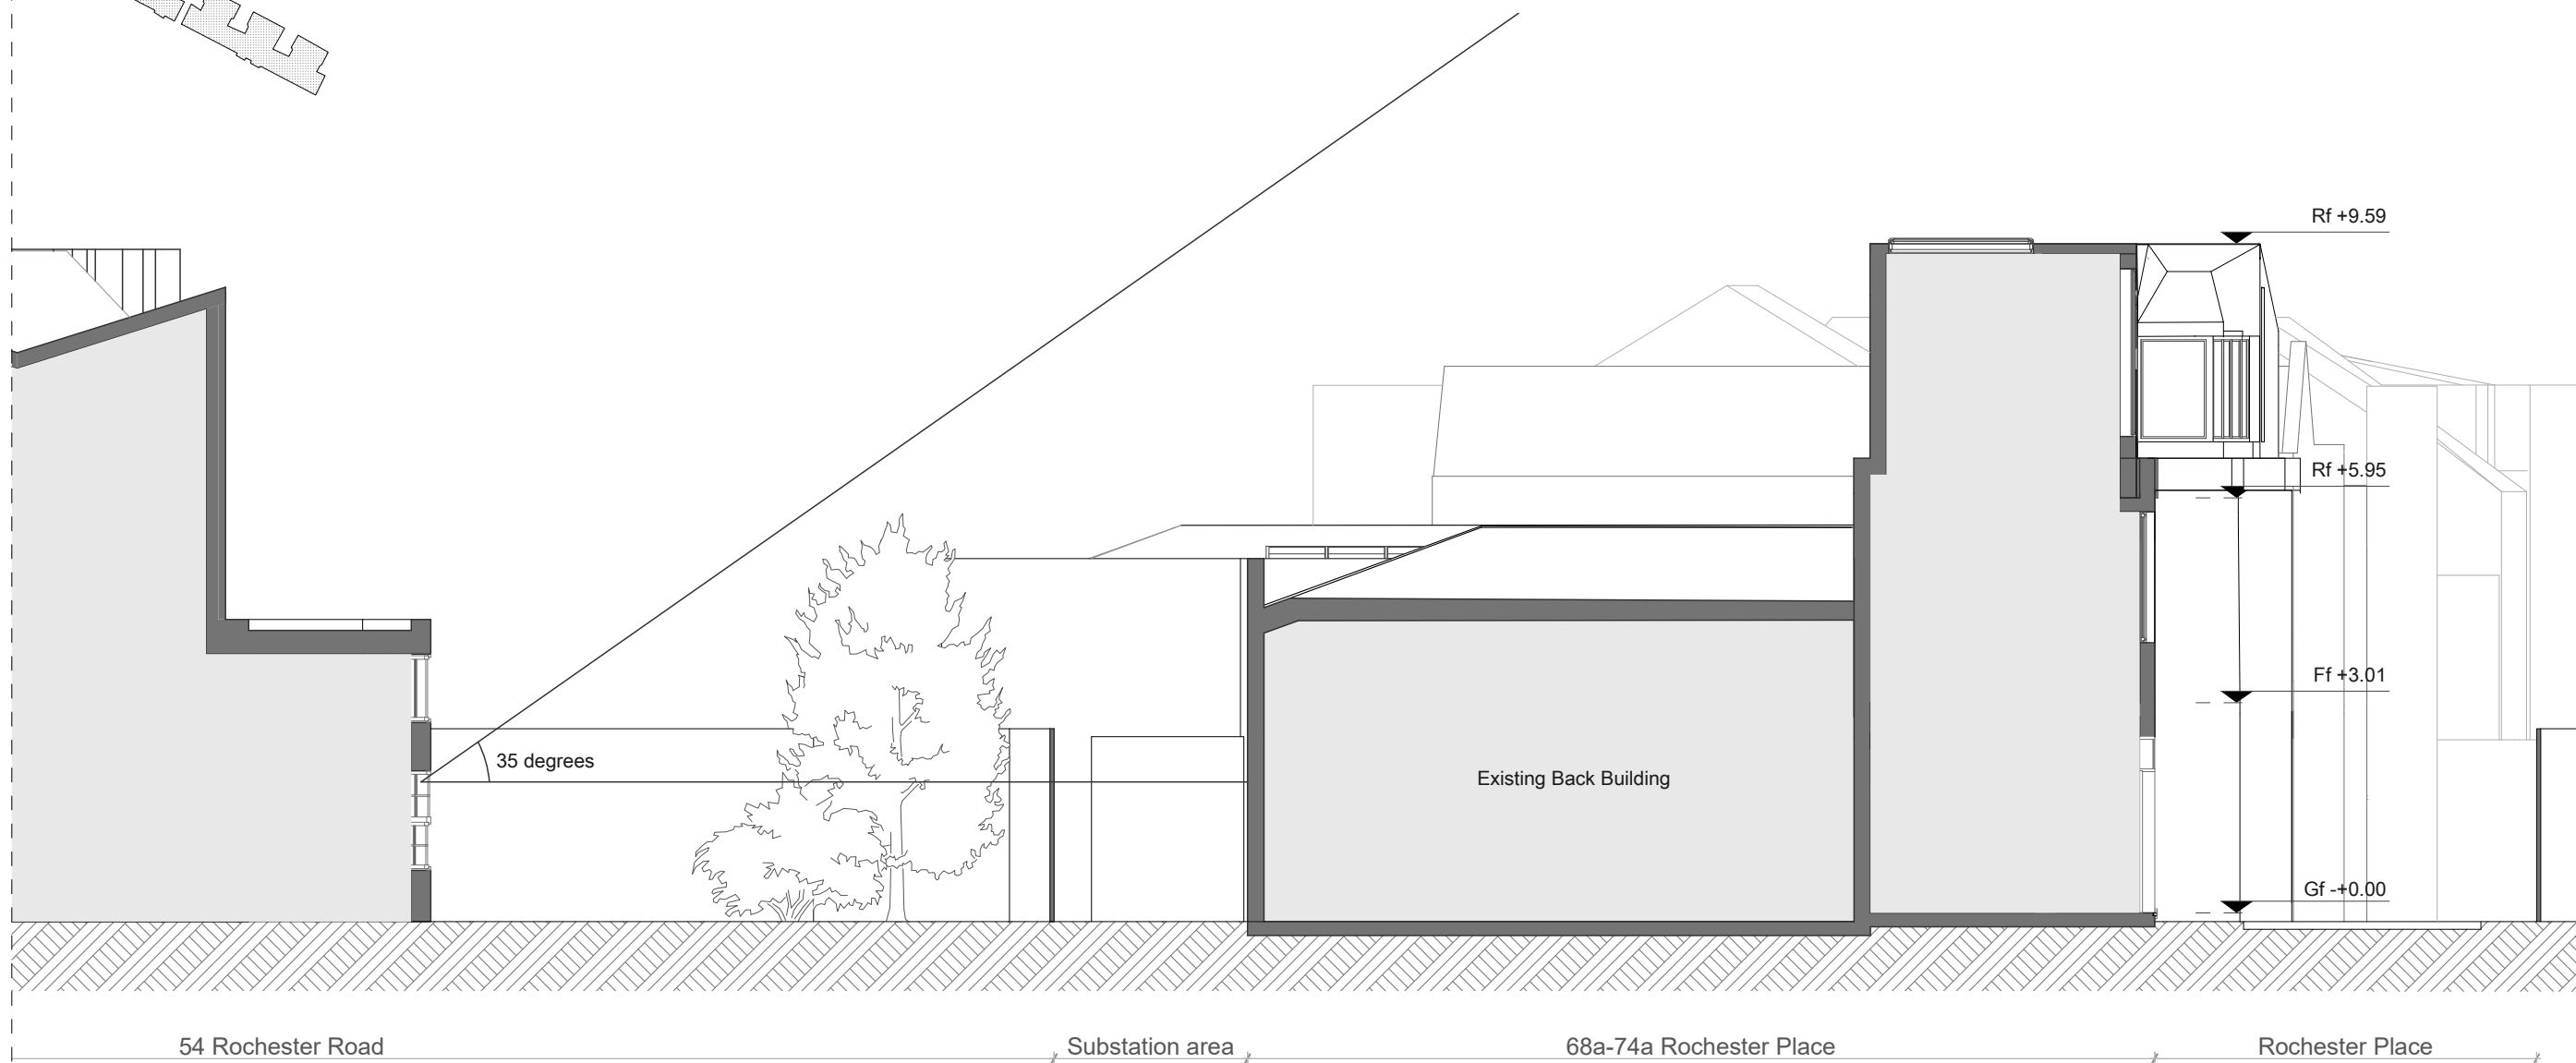 Rf +9.59
Rf +5.95
Ff +3.01
35 degrees
Existing Back Building
Gf -+0.00
54 Rochester Road
Substation area
68a-74a Rochester Place
Rochester Place